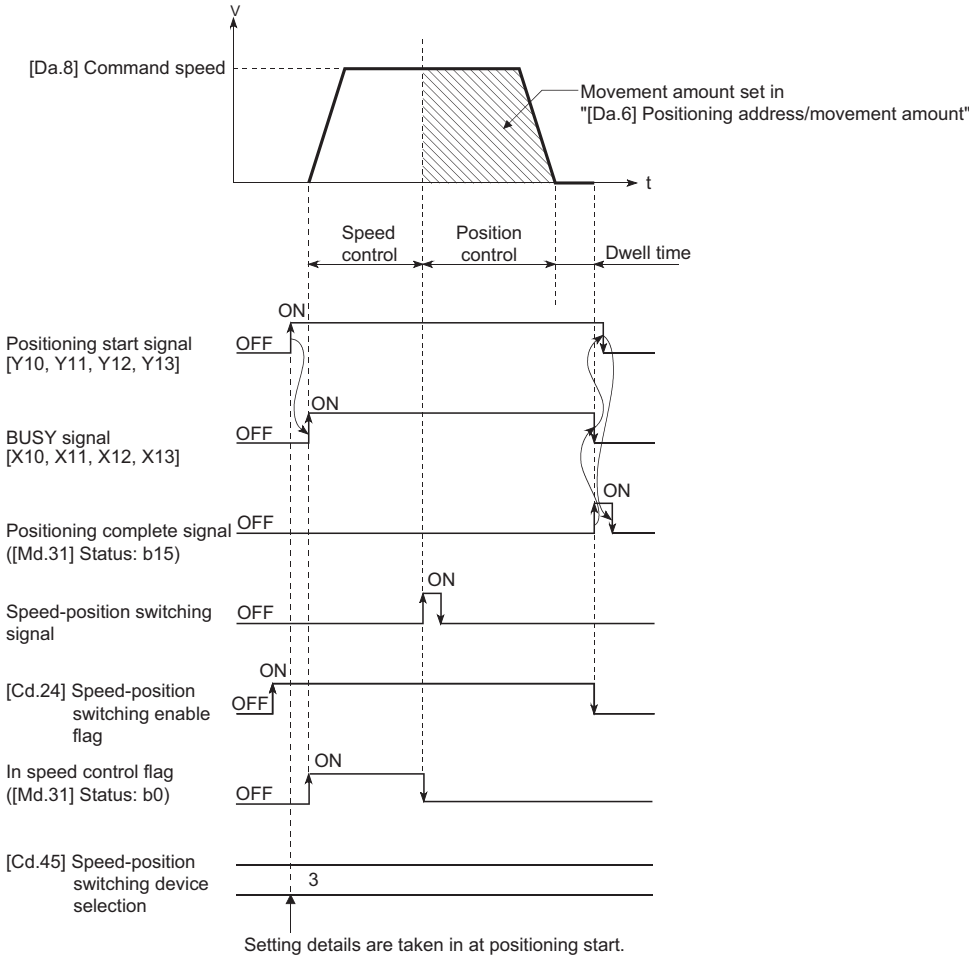 V
[Da.8] Command speed
Movement amount set in
"[Da.6] Positioning address/movement amount"
t
Speed
control
Position
control
Dwell time
ON
Positioning start signal
[Y10, Y11, Y12, Y13]
OFF
ON
BUSY signal
[X10, X11, X12, X13]
OFF
ON
Positioning complete signal
([Md.31] Status: b15)
OFF
ON
Speed-position switching
signal
OFF
ON
[Cd.24] Speed-position
switching enable
flag
OFF
In speed control flag
([Md.31] Status: b0)
ON
OFF
[Cd.45] Speed-position
switching device
selection
3
Setting details are taken in at positioning start.